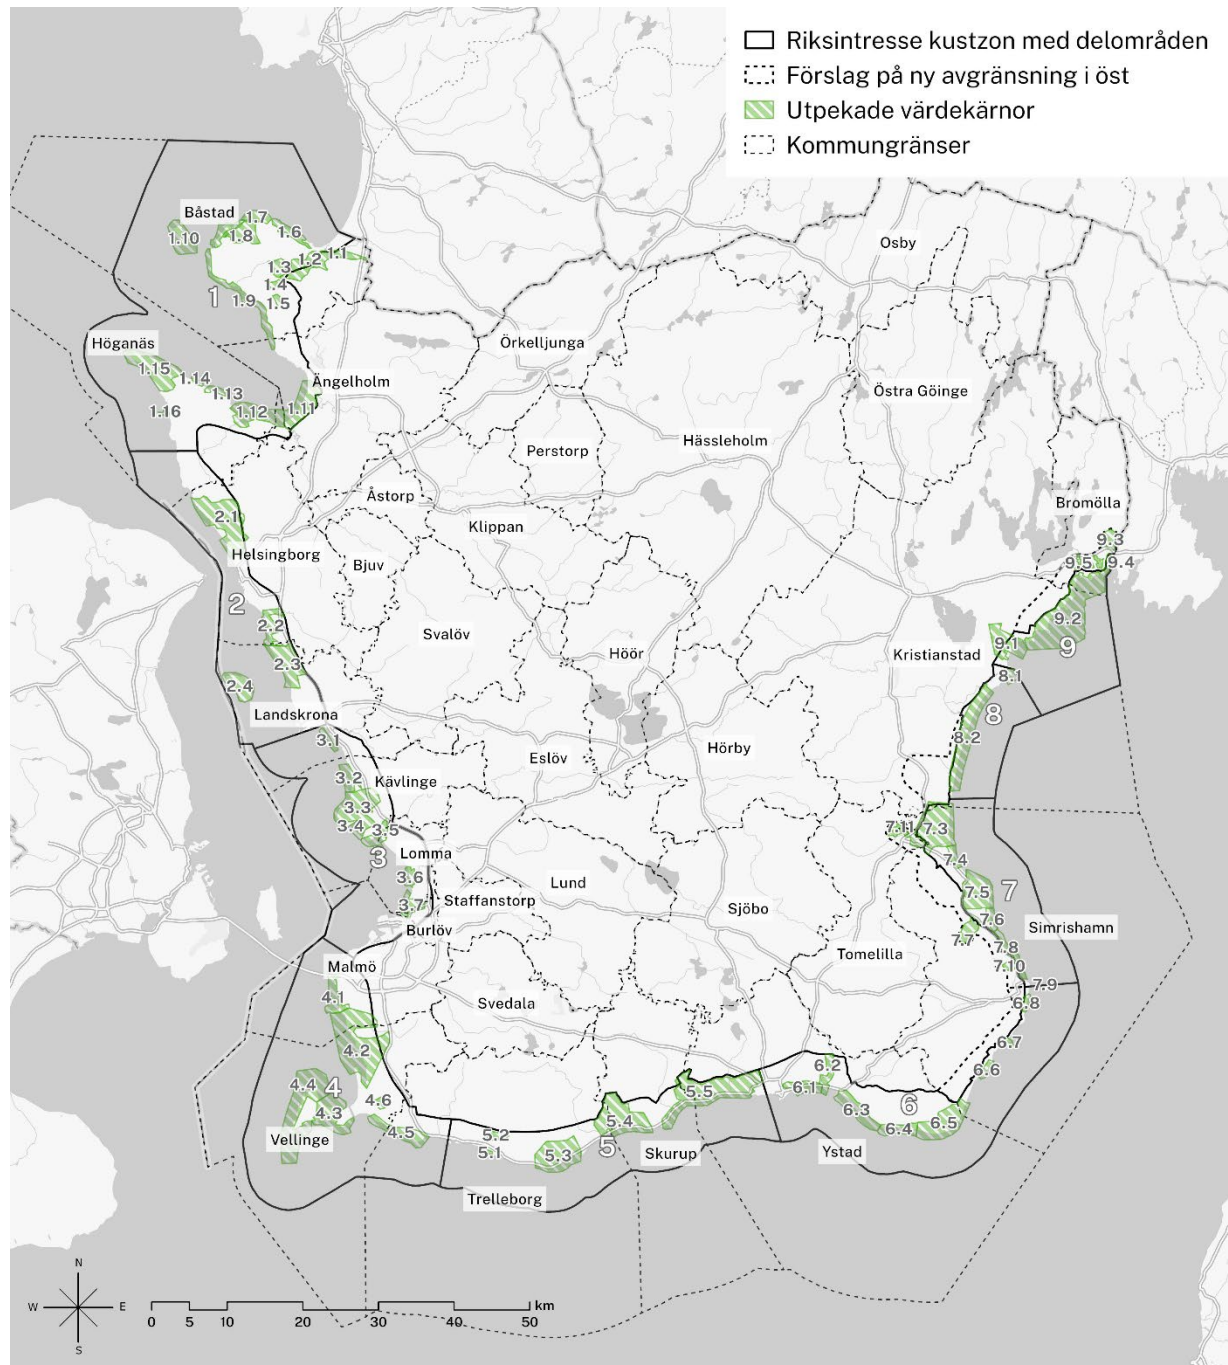 Riksintresse kustzon med delområden
Förslag på ny avgränsning i öst
Utpekade värdekärnor
Kommungränser
Båstad
1.7
1.10
1.8
1.6
Osby
1.3
1.2
1.1
1.4
1
1.9
1.5
Höganäs
Örkelljunga
1.15
1.14
1.13
Ängelholm
Östra Göinge
1.16
1.12
1.11
Hässleholm
Perstorp
Åstorp
Bromölla
2.1
Klippan
9.3
Helsingborg
Bjuv
9.5
9.4
2
2.2
Svalöv
9.2
Höör
Kristianstad
9.1
9
2.3
8.1
2.4
Landskrona
8
3.1
Hörby
8.2
Eslöv
3.2
Kävlinge
3.3
3.4
3.5
7.11
7.3
3
Lomma
7.4
3.6
Lund
7.5
7
Staffanstorp
3.7
Sjöbo
7.6
Burlöv
Simrishamn
7.7
7.8
Malmö
Tomelilla
7.10
7.9
4.1
Svedala
6.8
4.2
6.7
6.2
6.6
4.4
4
5.5
6.1
4.3
4.6
6.3
6
Vellinge
4.5
5.2
5.4
6.4
6.5
5.1
5.3
5
Skurup
Ystad
Trelleborg
N
W
E
S
km
0
5
10
20
30
40
50